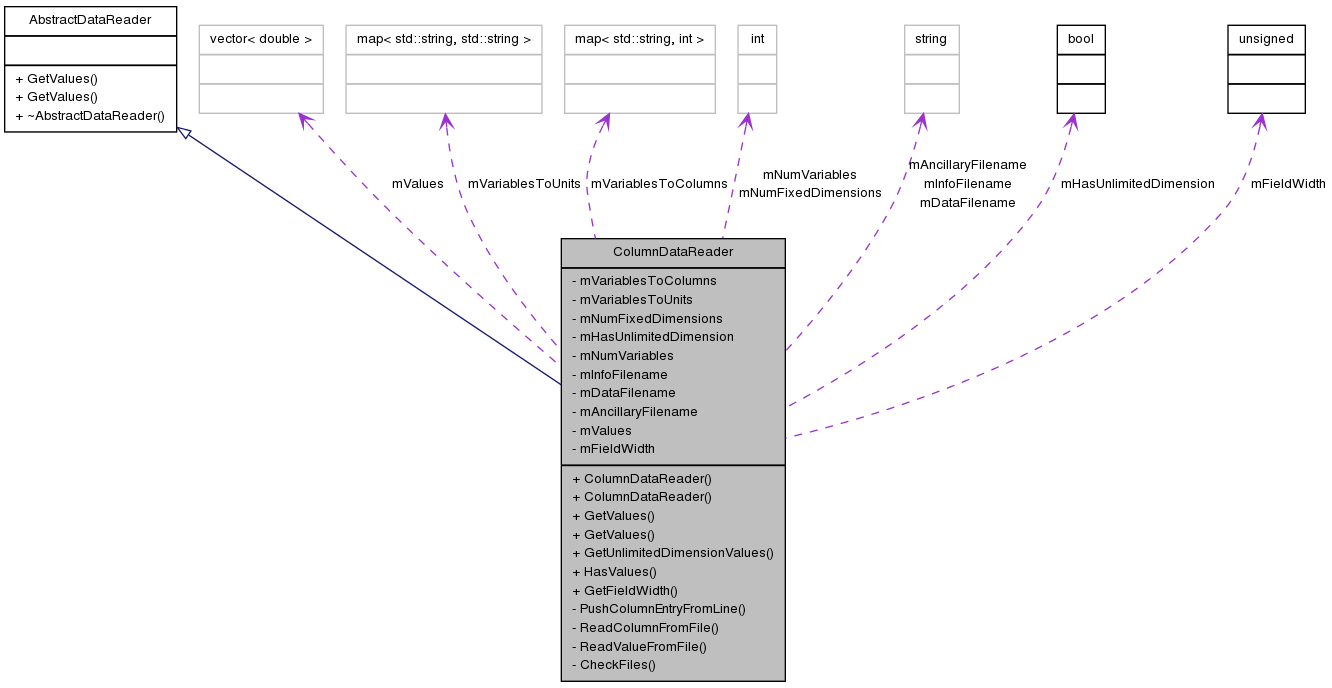 AbstractDataReader
+ GetValues()
+ GetValues()
+ ~AbstractDataReader()
vector< double >
map< std::string, std::string >
map< std::string, int >
int
string
bool
unsigned
mValues
mVariablesToUnits
mVariablesToColumns
mNumVariables
mNumFixedDimensions
mAncillaryFilename
mInfoFilename
mDataFilename
mHasUnlimitedDimension
mFieldWidth
ColumnDataReader
- mVariablesToColumns
- mVariablesToUnits
- mNumFixedDimensions
- mHasUnlimitedDimension
- mNumVariables
- mInfoFilename
- mDataFilename
- mAncillaryFilename
- mValues
- mFieldWidth
+ ColumnDataReader()
+ ColumnDataReader()
+ GetValues()
+ GetValues()
+ GetUnlimitedDimensionValues()
+ HasValues()
+ GetFieldWidth()
- PushColumnEntryFromLine()
- ReadColumnFromFile()
- ReadValueFromFile()
- CheckFiles()